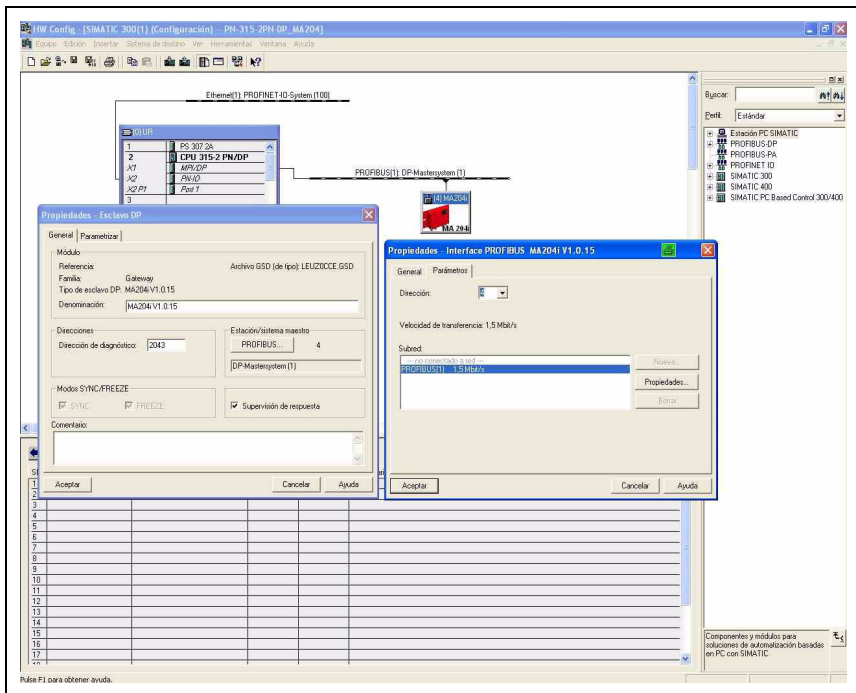 HW Config - [SIMATIC 300(1) (Configuración) -- PN-315-2PN-DP_MA204]
Equipo Edición Insertar Sistema de destino Ver Herramientas Ventana Ayuda
Ethernet(1): PROFINET-IO-System (100)
(0) UR
1 PS 307 2A
2 CPU 315-2 PN/DP
X1 MPI/DP
X2 PN-IO
X2 P1 Port 1
3
PROFIBUS(1): DP-Mastersystem (1)
(4) MA204i
MA 204i
Buscar:
Perfil: Estándar
Estación PC SIMATIC
PROFIBUS-DP
PROFIBUS-PA
PROFINET IO
SIMATIC 300
SIMATIC 400
SIMATIC PC Based Control 300/400
Propiedades - Esclavo DP
General Parametrizar
Módulo
Referencia: Archivo GSD (de tipo): LEUZ0CCE.GSD
Familia: Gateway
Tipo de esclavo DP: MA204i V1.0.15
Denominación: MA204i V1.0.15
Direcciones
Dirección de diagnóstico: 2043
Estación/sistema maestro
PROFIBUS... 4
DP-Mastersystem (1)
Modos SYNC/FREEZE
SYNC FREEZE
Supervisión de respuesta
Comentario:
Aceptar Cancelar Ayuda
Propiedades - Interface PROFIBUS MA204i V1.0.15
General Parámetros
Dirección: 4
Velocidad de transferencia: 1,5 Mbit/s
Subred:
--- no conectado a red ---
PROFIBUS(1) 1,5 Mbit/s
Nueva...
Propiedades...
Borrar
Aceptar Cancelar Ayuda
1
2
3
4
5
6
7
8
9
10
11
12
13
14
15
16
17
Componentes y módulos para
soluciones de automatización basadas
en PC con SIMATIC
Pulse F1 para obtener ayuda.